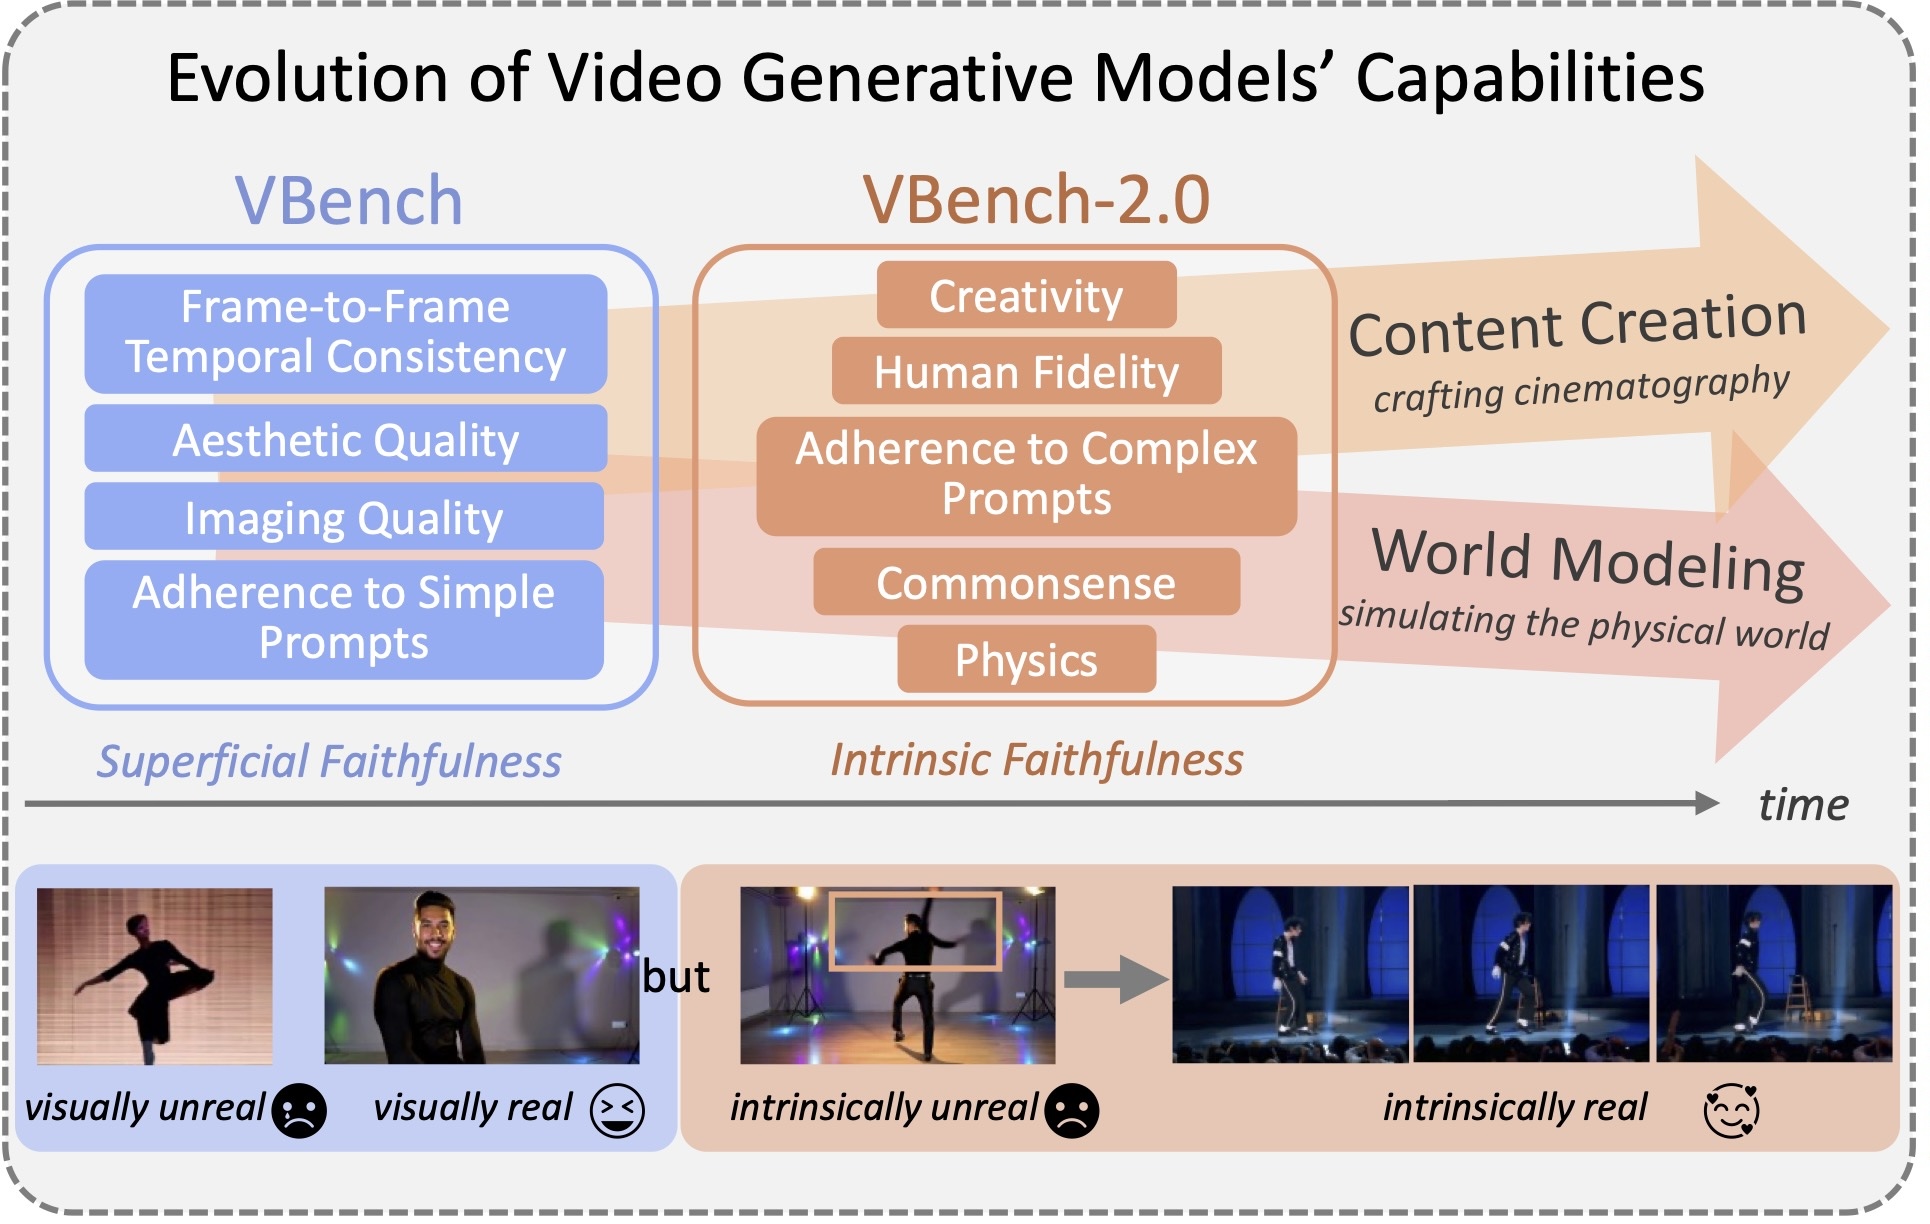 Evolution of Video Generative Models’ Capabilities
VBench
Frame-to-Frame
Temporal Consistency
Aesthetic Quality
Imaging Quality
Adherence to Simple
Prompts
Superficial Faithfulness
VBench-2.0
Creativity
Human Fidelity
Adherence to Complex
Prompts
Commonsense
Physics
Intrinsic Faithfulness
Content Creation
crafting cinematography
World Modeling
simulating the physical world
time
visually unreal
visually real
but
intrinsically unreal
intrinsically real